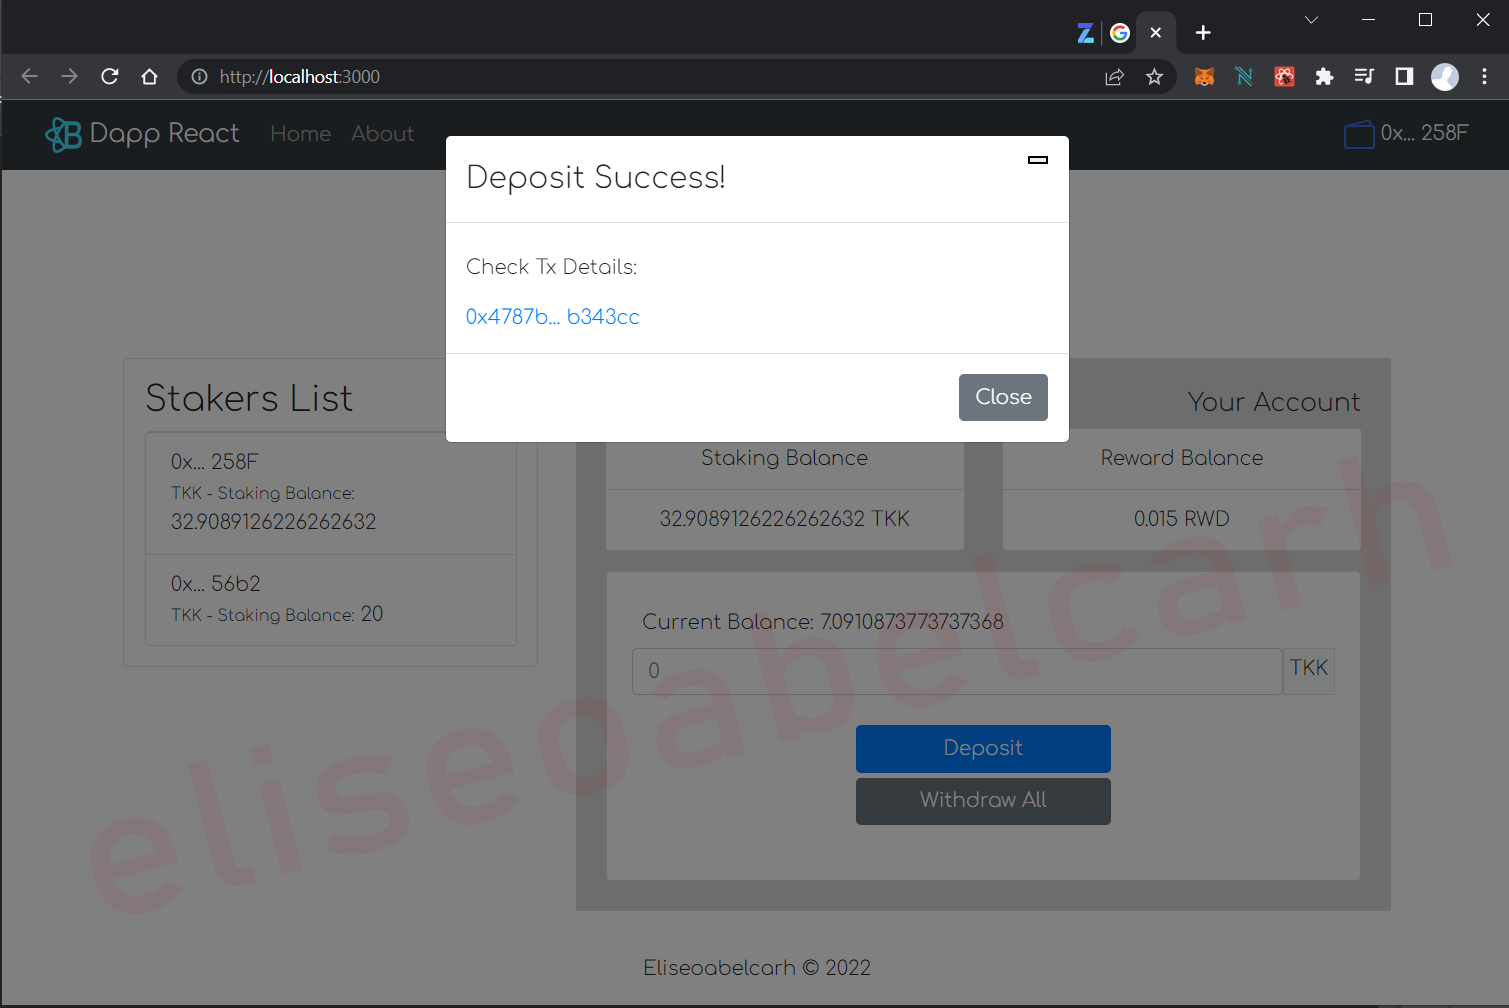 http://localhost:3000
Dapp React Home About 0x... 258F
Deposit Success!
Check Tx Details:
0x4787b... b343cc
Close
Stakers List
0x... 258F
TKK - Staking Balance:
32.9089126226262632
0x... 56b2
TKK - Staking Balance: 20
Your Account
Staking Balance
32.9089126226262632 TKK
Reward Balance
0.015 RWD
Current Balance: 7.0910873773737368
0 TKK
Deposit
Withdraw All
eliseoabelcarh
Eliseoabelcarh © 2022